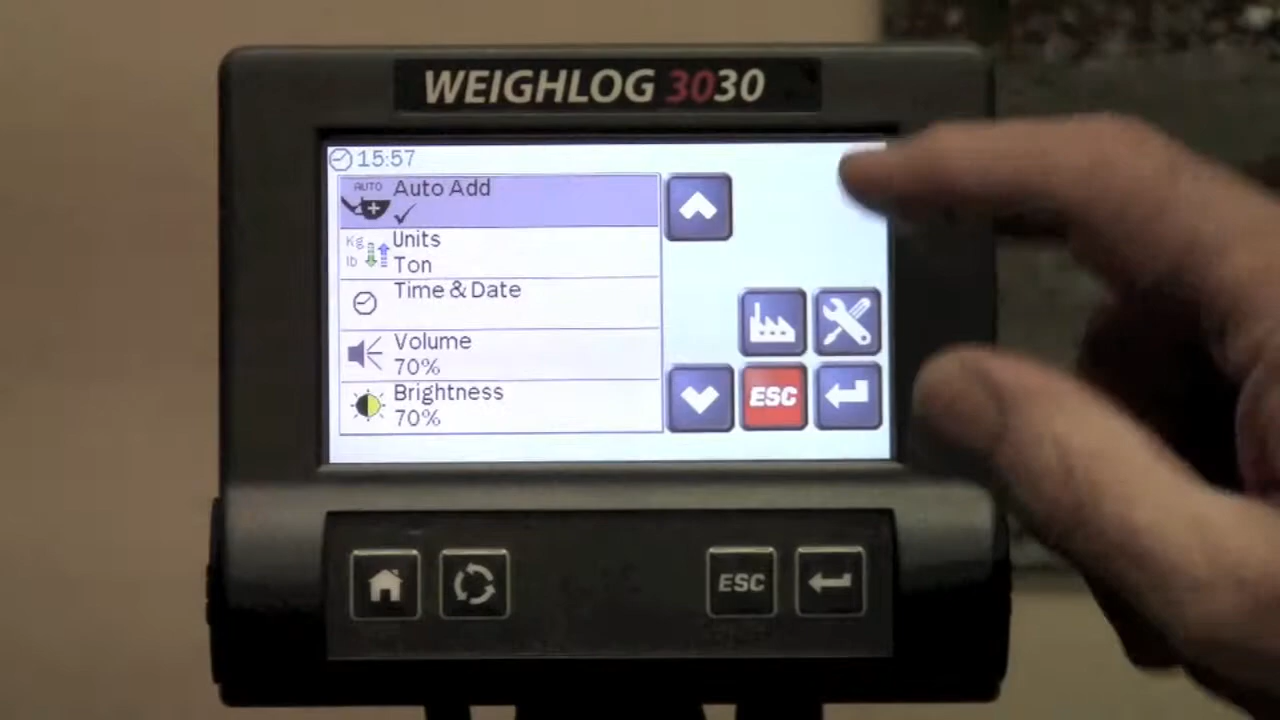 WEIGHLOG 3030
15:57
AUTO
Auto Add
Kg
lb
Units
Ton
Time & Date
Volume
70%
Brightness
70%
ESC
ESC